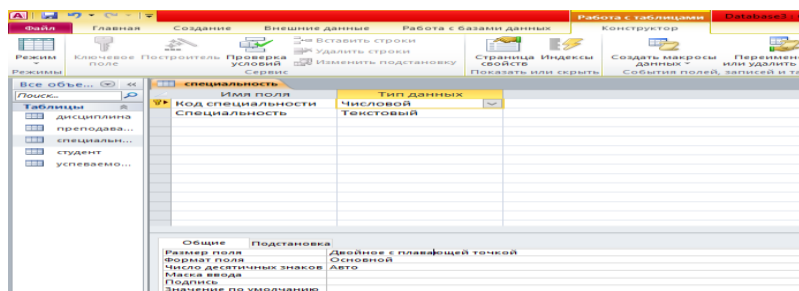 Работа с таблицами Database3 :
Файл Главная Создание Внешние данные Работа с базами данных Конструктор
Режим
Ключевое поле
Построитель
Проверка условий
Вставить строки
Удалить строки
Изменить подстановку
Страница свойств
Индексы
Создать макросы данных
Переимен
или удалить
Режимы Сервис Показать или скрыть События полей, записей и та
Все объе... «
Поиск...
Таблицы
дисциплина
преподава...
специальн...
студент
успеваемо...
специальность
Имя поля Тип данных
Код специальности Числовой
Специальность Текстовый
Общие Подстановка
Размер поля Двойное с плавающей точкой
Формат поля Основной
Число десятичных знаков Авто
Маска ввода
Подпись
Значение по умолчанию